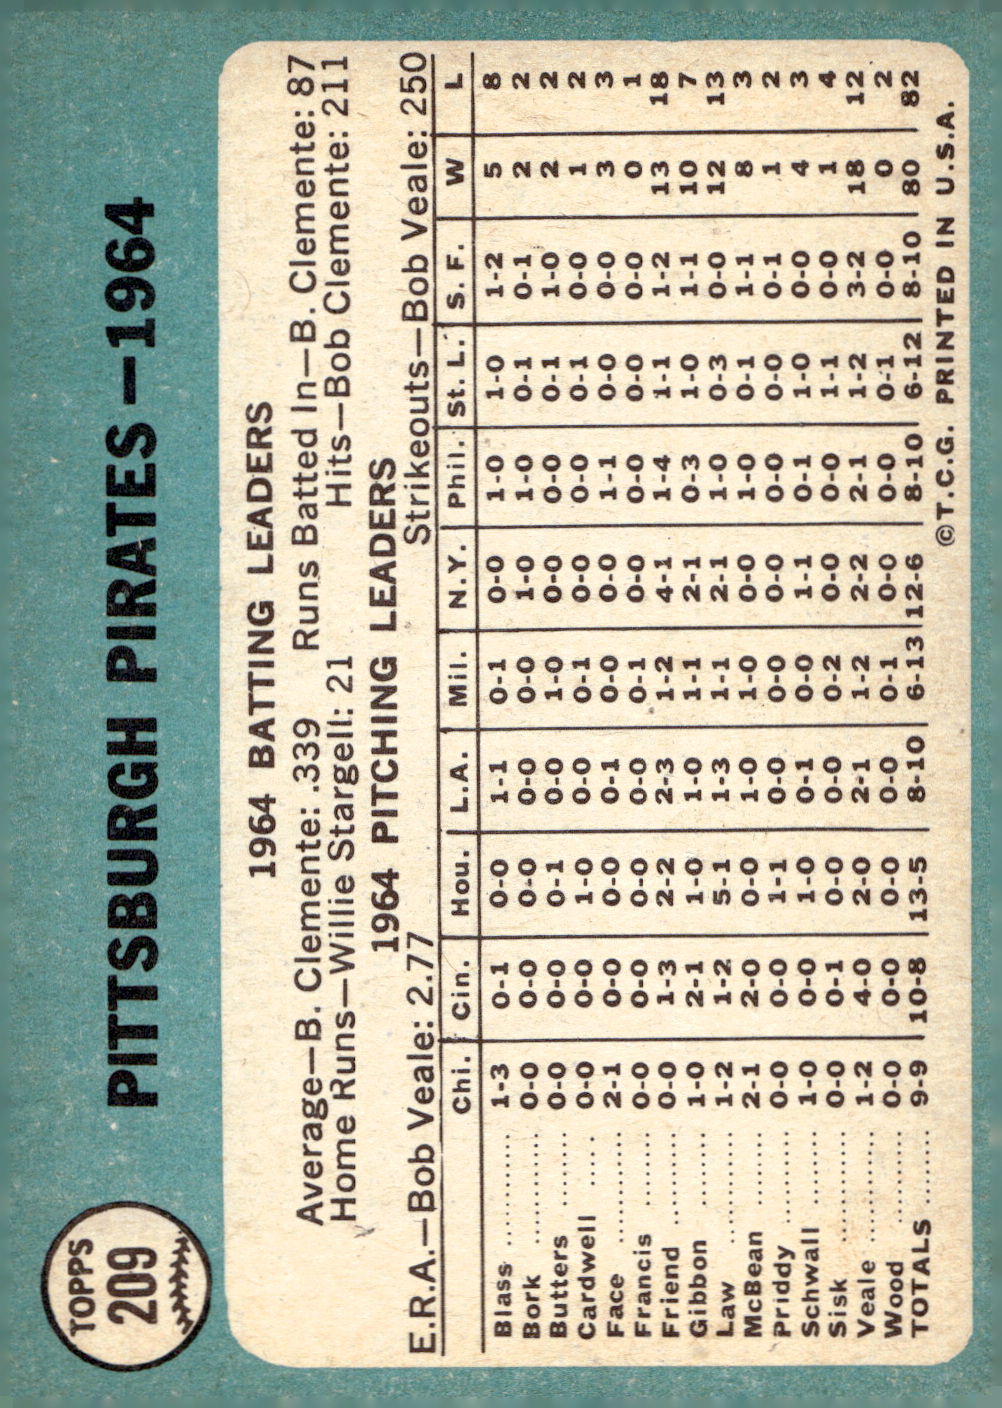 TOPPS
209
PITTSBURGH PIRATES—1964
1964 BATTING LEADERS
Average—B. Clemente: .339 Runs Batted In—B. Clemente: 87
Home Runs—Willie Stargell: 21 Hits—Bob Clemente: 211
1964 PITCHING LEADERS
E.R.A.—Bob Veale: 2.77 Strikeouts—Bob Veale: 250
Chi. Cin. Hou. L.A. Mil. N.Y. Phil. St. L. S. F. W L
Blass 1-3 0-1 0-0 1-1 0-1 0-0 1-0 1-0 1-2 5 8
Bork 0-0 0-0 0-0 0-0 0-0 1-0 1-0 0-1 0-1 2 2
Butters 0-0 0-0 0-1 0-0 1-0 0-0 0-0 0-1 1-0 2 2
Cardwell 0-0 0-0 1-0 0-0 0-1 0-0 0-0 0-1 0-0 1 2
Face 2-1 0-0 0-0 0-1 0-0 0-0 1-1 0-0 0-0 3 3
Francis 0-0 0-0 0-0 0-0 0-1 0-0 0-0 0-0 0-0 0 1
Friend 0-0 1-3 2-2 2-3 1-2 4-1 1-4 1-1 1-2 13 18
Gibbon 1-0 2-1 1-0 1-0 1-1 2-1 0-3 1-0 1-1 10 7
Law 1-2 1-2 5-1 1-3 1-1 2-1 1-0 0-3 0-0 12 13
McBean 2-1 2-0 0-0 1-0 1-0 0-0 1-0 0-1 1-1 8 3
Priddy 0-0 0-0 1-1 0-0 0-0 0-0 0-0 0-0 0-1 1 2
Schwall 1-0 0-0 1-0 0-1 0-0 1-1 0-1 1-0 0-0 4 3
Sisk 0-0 0-1 0-0 0-0 0-2 0-0 0-0 1-1 0-0 1 4
Veale 1-2 4-0 2-0 2-1 1-2 2-2 2-1 1-2 3-2 18 12
Wood 0-0 0-0 0-0 0-0 0-1 0-0 0-0 0-1 0-0 0 2
TOTALS 9-9 10-8 13-5 8-10 6-13 12-6 8-10 6-12 8-10 80 82
©T.C.G. PRINTED IN U.S.A.